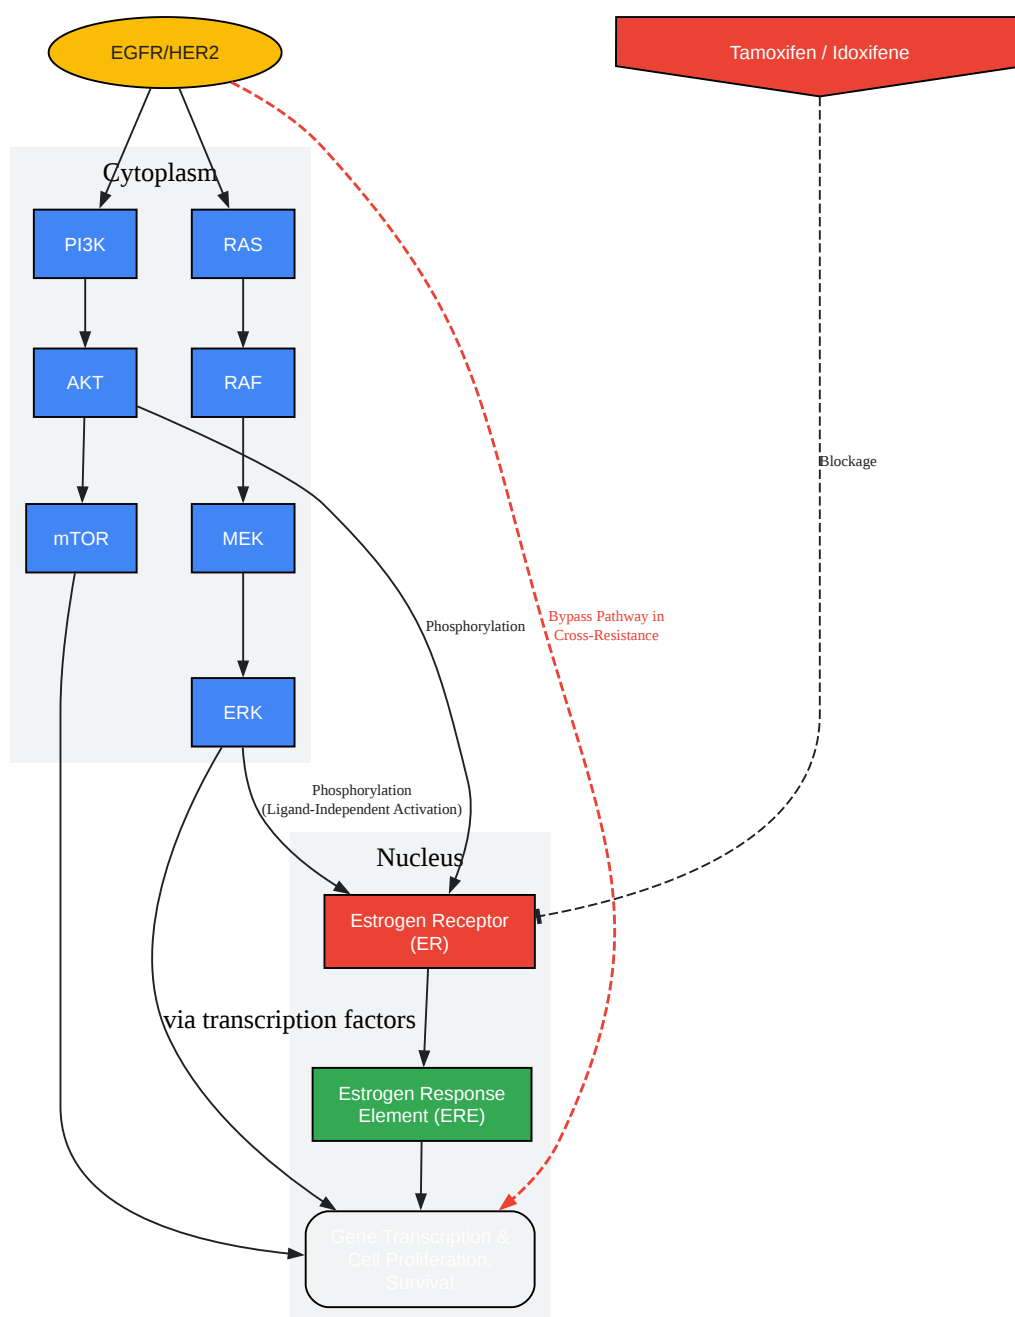 EGFR/HER2
Tamoxifen / Idoxifene
Cytoplasm
PI3K
RAS
AKT
RAF
Blockage
mTOR
MEK
Bypass Pathway in
Cross-Resistance
Phosphorylation
ERK
Phosphorylation
(Ligand-Independent Activation)
Nucleus
Estrogen Receptor
(ER)
via transcription factors
Estrogen Response
Element (ERE)
Gene Transcription &
Cell Proliferation,
Survival